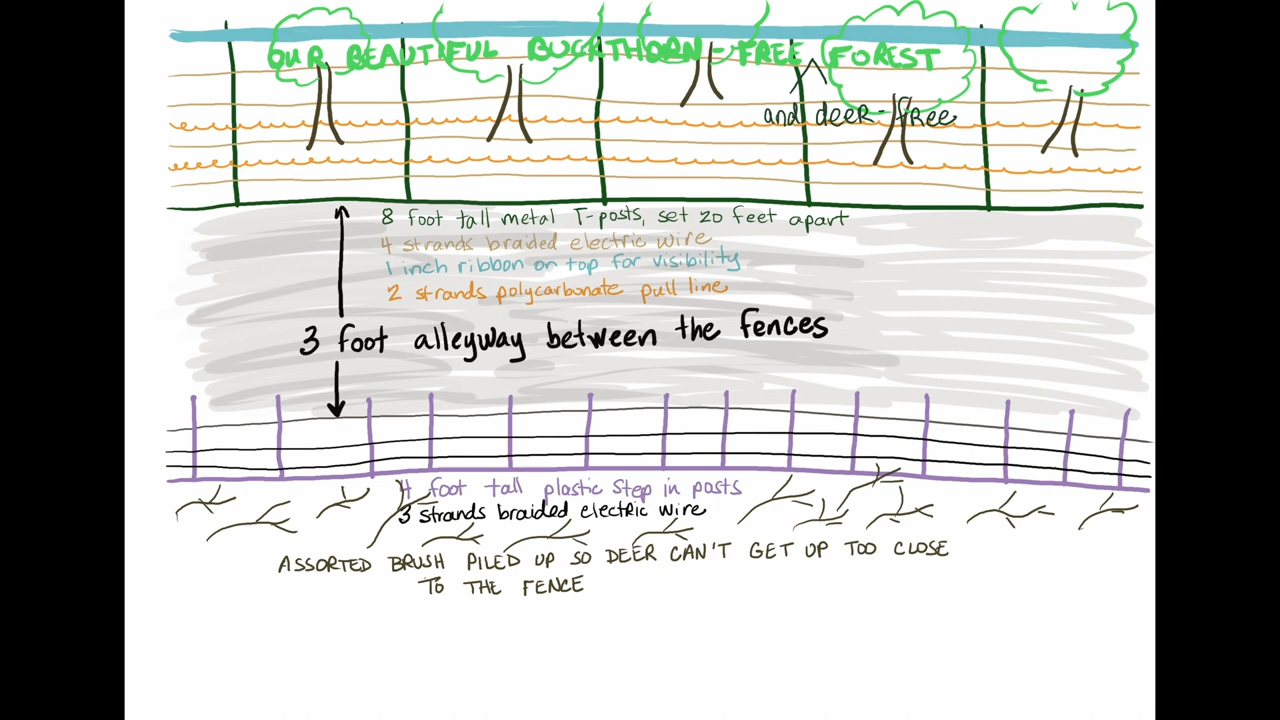 OUR BEAUTIFUL BUCKTHORN-FREE FOREST
and deer-free
8 foot tall metal T-posts, set 20 feet apart
4 strands braided electric wire
1 inch ribbon on top for visibility
2 strands polycarbonate pull line
3 foot alleyway between the fences
4 foot tall plastic step in posts
3 strands braided electric wire
ASSORTED BRUSH PILED UP SO DEER CAN'T GET UP TOO CLOSE
TO THE FENCE